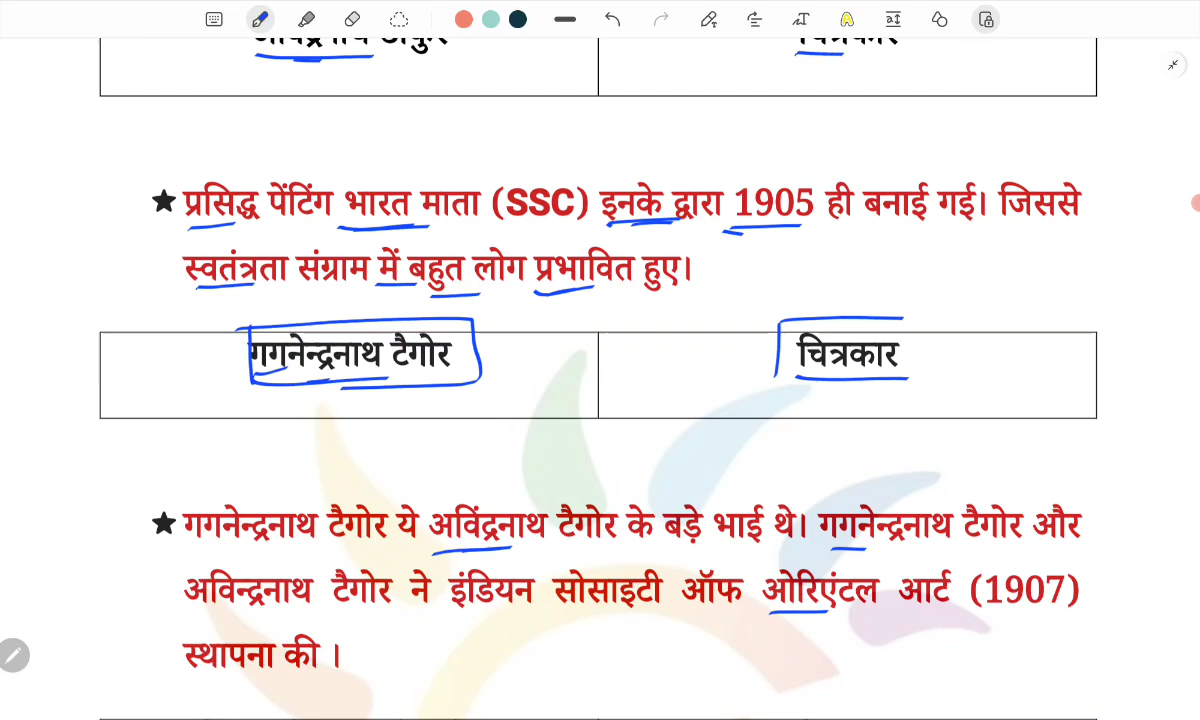 ठाकुर चित्रकार
★ प्रसिद्ध पेंटिंग भारत माता (SSC) इनके द्वारा 1905 ही बनाई गई। जिससे
स्वतंत्रता संग्राम में बहुत लोग प्रभावित हुए।
गगनेन्द्रनाथ टैगोर चित्रकार
★ गगनेन्द्रनाथ टैगोर ये अविंद्रनाथ टैगोर के बड़े भाई थे। गगनेन्द्रनाथ टैगोर और
अविन्द्रनाथ टैगोर ने इंडियन सोसाइटी ऑफ ओरिएंटल आर्ट (1907)
स्थापना की ।